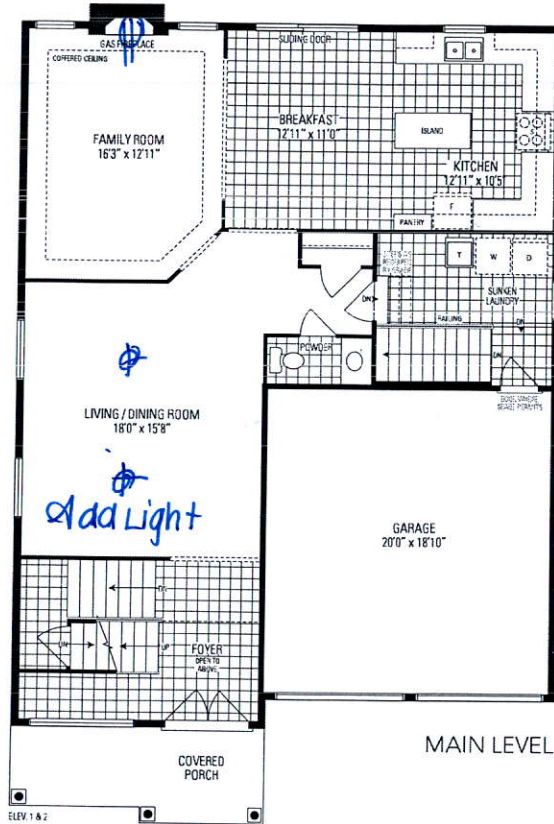 GAS FIREPLACE
COFFERED CEILING
FAMILY ROOM
16'3" x 12'11"
SLIDING DOOR
BREAKFAST
12'11" x 11'0"
ISLAND
KITCHEN
12'11" x 10'5"
F
PANTRY
T
W
D
SUNKEN
LAUNDRY
DN
RAILING
DN
DN
POWDER
LIVING / DINING ROOM
18'0" x 15'8"
Add Light
GARAGE
20'0" x 18'10"
DN
UP
FOYER
OPEN TO
ABOVE
COVERED
PORCH
MAIN LEVEL
ELEV. 1 & 2